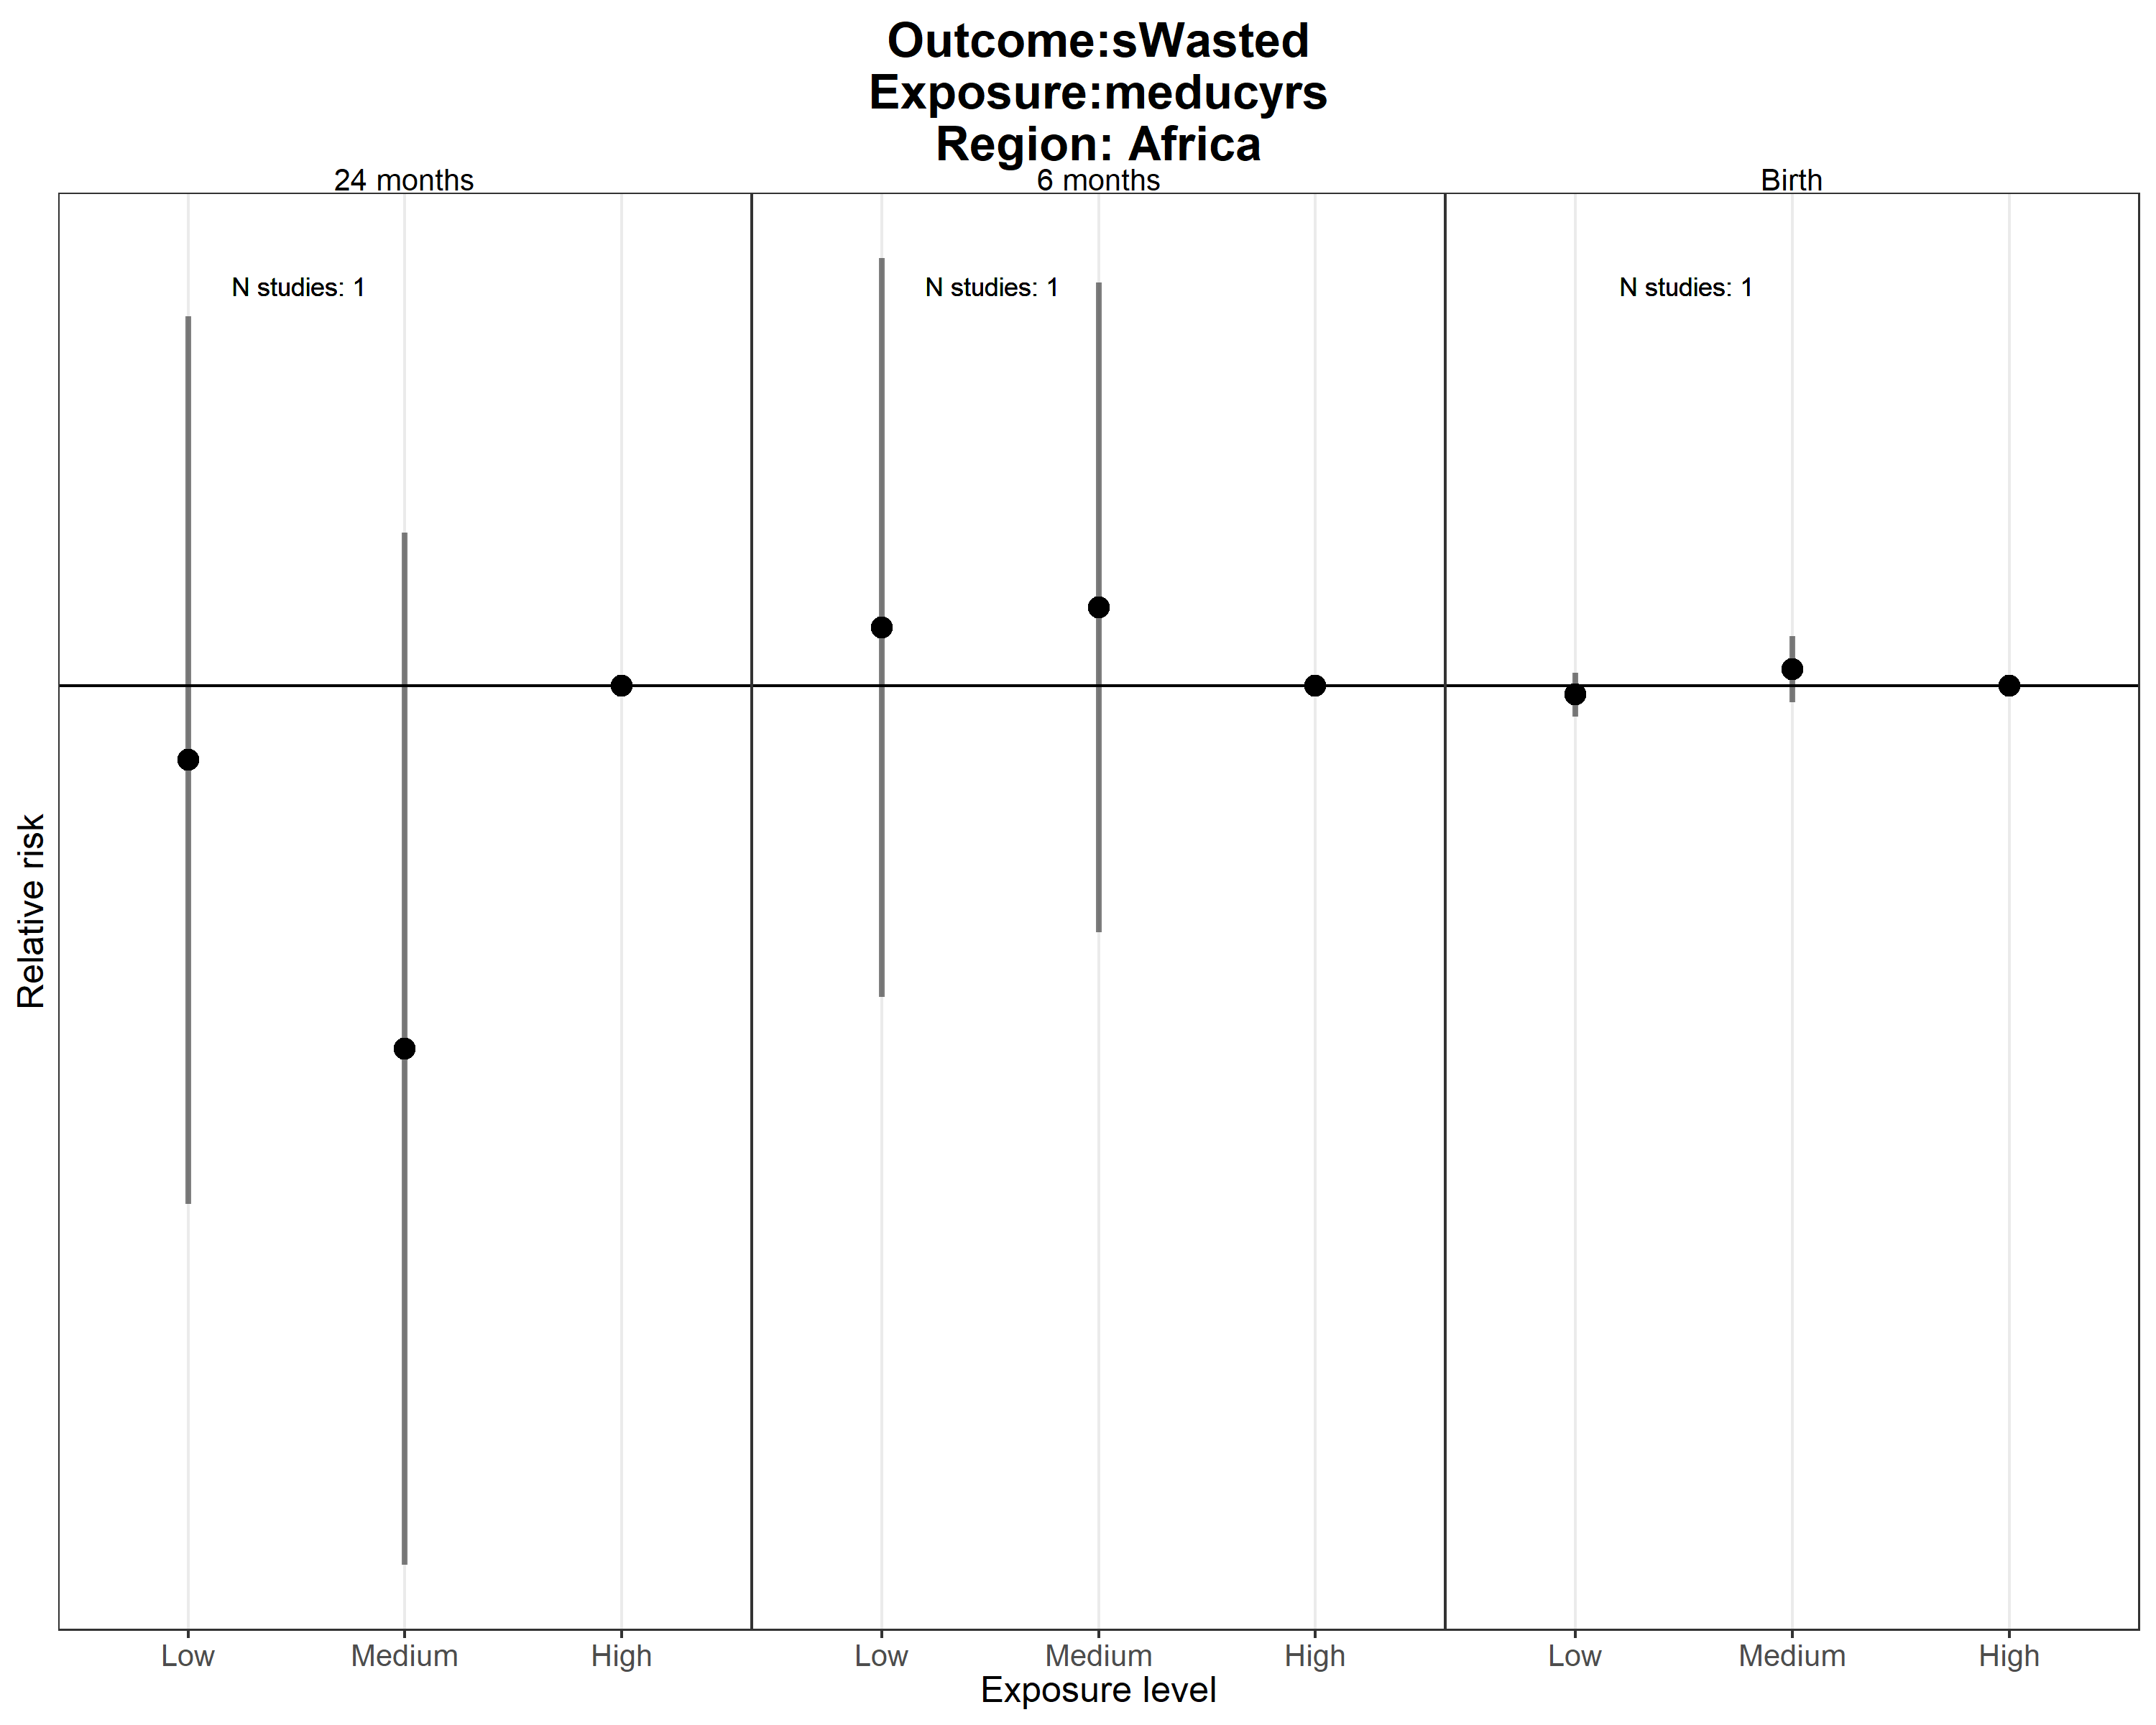 Outcome:sWasted
Exposure:meducyrs
Region: Africa
24 months 6 months Birth
N studies: 1 N studies: 1 N studies: 1
Relative risk
Low Medium High Low Medium High Low Medium High
Exposure level